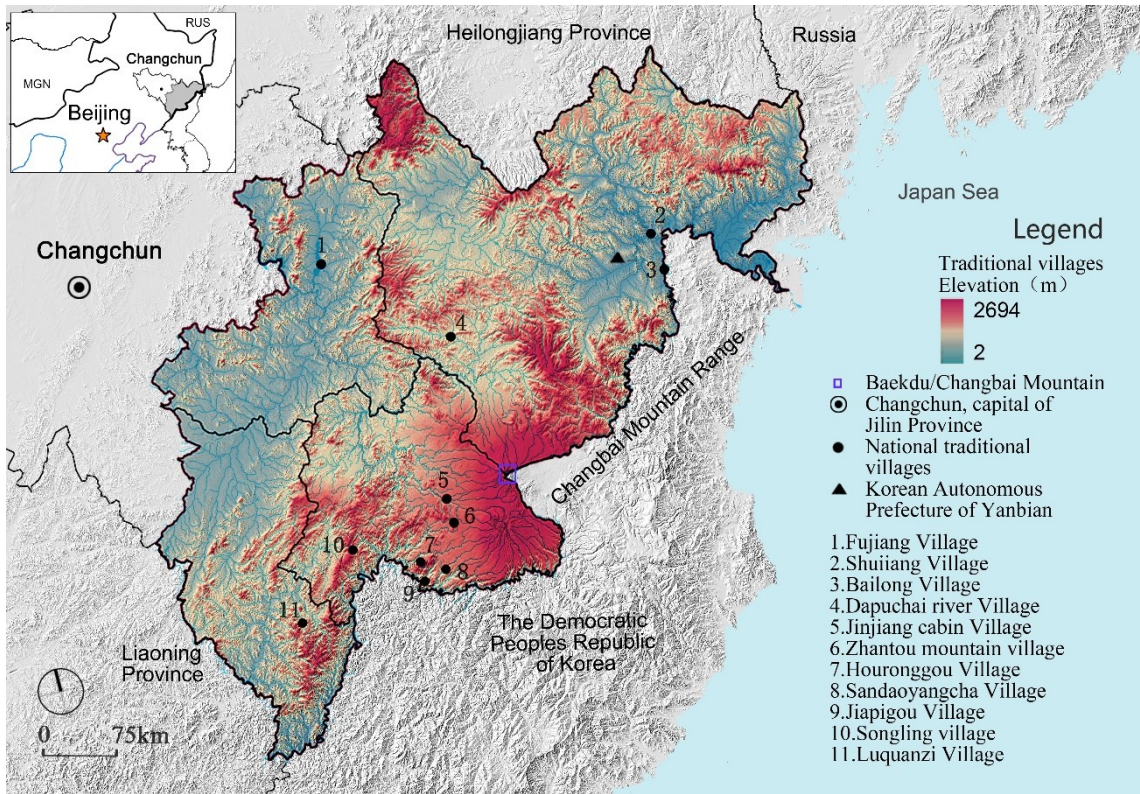 RUS
Changchun
MGN
Beijing
Heilongjiang Province
Russia
Japan Sea
Changchun
1
2
3
4
5
6
7
8
9
10
11
Changbai Mountain Range
The Democratic
Peoples Republic
of Korea
Liaoning
Province
0 75km
Legend
Traditional villages
Elevation（m）
2694
2
Baekdu/Changbai Mountain
Changchun, capital of
Jilin Province
National traditional
villages
Korean Autonomous
Prefecture of Yanbian
1.Fujiang Village
2.Shuiiang Village
3.Bailong Village
4.Dapuchai river Village
5.Jinjiang cabin Village
6.Zhantou mountain village
7.Houronggou Village
8.Sandaoyangcha Village
9.Jiapigou Village
10.Songling village
11.Luquanzi Village